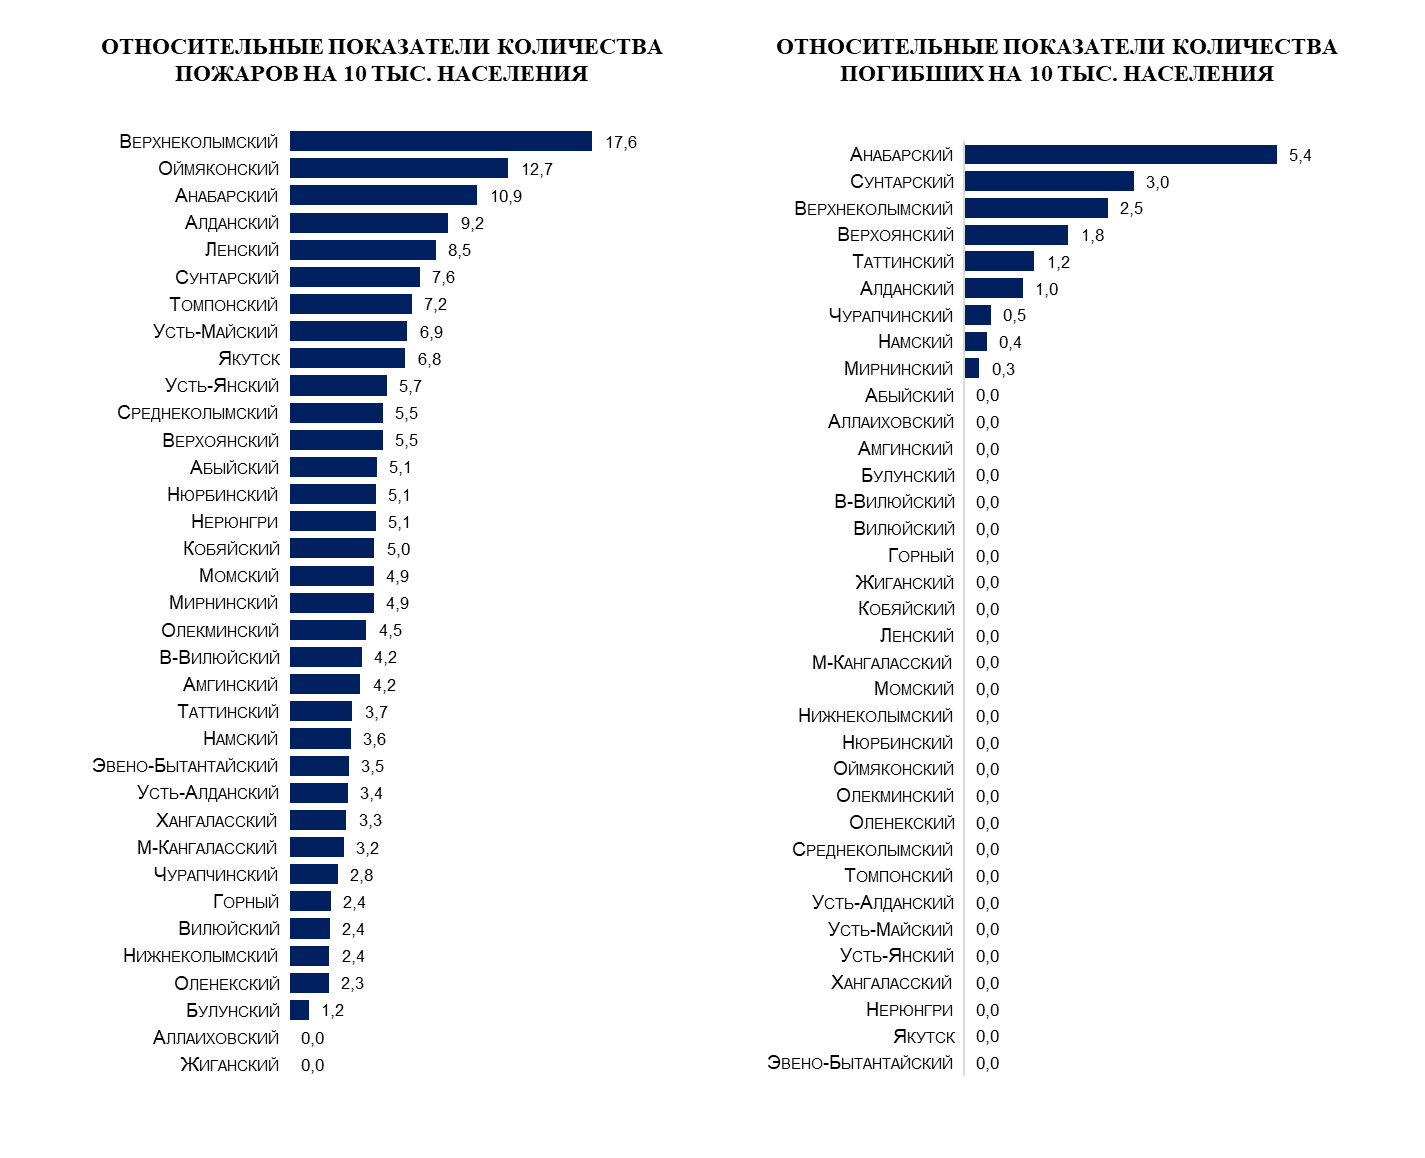 ОТНОСИТЕЛЬНЫЕ ПОКАЗАТЕЛИ КОЛИЧЕСТВА
ПОЖАРОВ НА 10 ТЫС. НАСЕЛЕНИЯ
ВЕРХНЕКОЛЫМСКИЙ 17,6
ОЙМЯКОНСКИЙ 12,7
АНАБАРСКИЙ 10,9
АЛДАНСКИЙ 9,2
ЛЕНСКИЙ 8,5
СУНТАРСКИЙ 7,6
ТОМПОНСКИЙ 7,2
УСТЬ-МАЙСКИЙ 6,9
ЯКУТСК 6,8
УСТЬ-ЯНСКИЙ 5,7
СРЕДНЕКОЛЫМСКИЙ 5,5
ВЕРХОЯНСКИЙ 5,5
АБЫЙСКИЙ 5,1
НЮРБИНСКИЙ 5,1
НЕРЮНГРИ 5,1
КОБЯЙСКИЙ 5,0
МОМСКИЙ 4,9
МИРНИНСКИЙ 4,9
ОЛЕКМИНСКИЙ 4,5
В-ВИЛЮЙСКИЙ 4,2
АМГИНСКИЙ 4,2
ТАТТИНСКИЙ 3,7
НАМСКИЙ 3,6
ЭВЕНО-БЫТАНТАЙСКИЙ 3,5
УСТЬ-АЛДАНСКИЙ 3,4
ХАНГАЛАССКИЙ 3,3
М-КАНГАЛАССКИЙ 3,2
ЧУРАПЧИНСКИЙ 2,8
ГОРНЫЙ 2,4
ВИЛЮЙСКИЙ 2,4
НИЖНЕКОЛЫМСКИЙ 2,4
ОЛЕНЕКСКИЙ 2,3
БУЛУНСКИЙ 1,2
АЛЛАИХОВСКИЙ 0,0
ЖИГАНСКИЙ 0,0
ОТНОСИТЕЛЬНЫЕ ПОКАЗАТЕЛИ КОЛИЧЕСТВА
ПОГИБШИХ НА 10 ТЫС. НАСЕЛЕНИЯ
АНАБАРСКИЙ 5,4
СУНТАРСКИЙ 3,0
ВЕРХНЕКОЛЫМСКИЙ 2,5
ВЕРХОЯНСКИЙ 1,8
ТАТТИНСКИЙ 1,2
АЛДАНСКИЙ 1,0
ЧУРАПЧИНСКИЙ 0,5
НАМСКИЙ 0,4
МИРНИНСКИЙ 0,3
АБЫЙСКИЙ 0,0
АЛЛАИХОВСКИЙ 0,0
АМГИНСКИЙ 0,0
БУЛУНСКИЙ 0,0
В-ВИЛЮЙСКИЙ 0,0
ВИЛЮЙСКИЙ 0,0
ГОРНЫЙ 0,0
ЖИГАНСКИЙ 0,0
КОБЯЙСКИЙ 0,0
ЛЕНСКИЙ 0,0
М-КАНГАЛАССКИЙ 0,0
МОМСКИЙ 0,0
НИЖНЕКОЛЫМСКИЙ 0,0
НЮРБИНСКИЙ 0,0
ОЙМЯКОНСКИЙ 0,0
ОЛЕКМИНСКИЙ 0,0
ОЛЕНЕКСКИЙ 0,0
СРЕДНЕКОЛЫМСКИЙ 0,0
ТОМПОНСКИЙ 0,0
УСТЬ-АЛДАНСКИЙ 0,0
УСТЬ-МАЙСКИЙ 0,0
УСТЬ-ЯНСКИЙ 0,0
ХАНГАЛАССКИЙ 0,0
НЕРЮНГРИ 0,0
ЯКУТСК 0,0
ЭВЕНО-БЫТАНТАЙСКИЙ 0,0